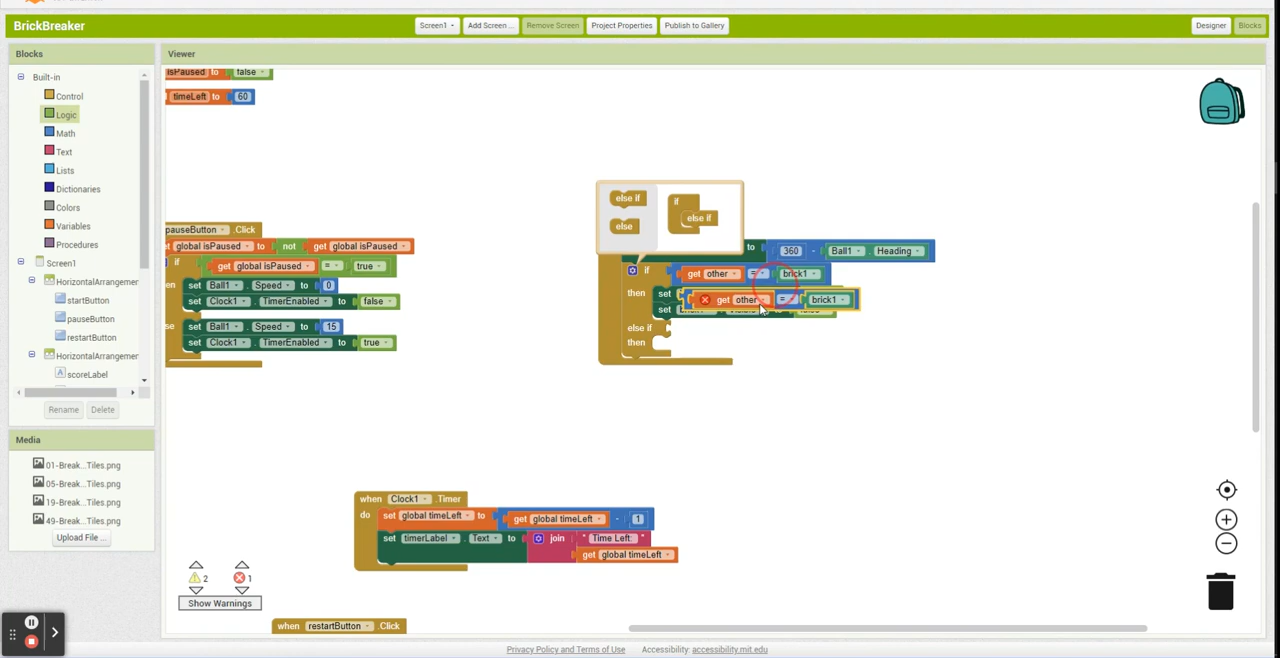 BrickBreaker
Screen1
Add Screen ...
Remove Screen
Project Properties
Publish to Gallery
Designer
Blocks
Blocks
Viewer
Built-in
Control
Logic
Math
Text
Lists
Dictionaries
Colors
Variables
Procedures
Screen1
HorizontalArrangemer
startButton
pauseButton
restartButton
HorizontalArrangemer
scoreLabel
Rename
Delete
Media
01-Break...Tiles.png
05-Break...Tiles.png
19-Break...Tiles.png
49-Break...Tiles.png
Upload File ...
isPaused to false
timeLeft to 60
pauseButton .Click
t global isPaused to not get global isPaused
if get global isPaused = true
en set Ball1 . Speed to 0
set Clock1 . TimerEnabled to false
se set Ball1 . Speed to 15
set Clock1 . TimerEnabled to true
else if
else
if
else if
to 360 - Ball1 . Heading
if get other = brick1
then set get other = brick1
set
else if
then
when Clock1 .Timer
do set global timeLeft to get global timeLeft - 1
set timerLabel . Text to join " Time Left: "
get global timeLeft
when restartButton .Click
2
1
Show Warnings
Privacy Policy and Terms of Use
Accessibility: accessibility.mit.edu